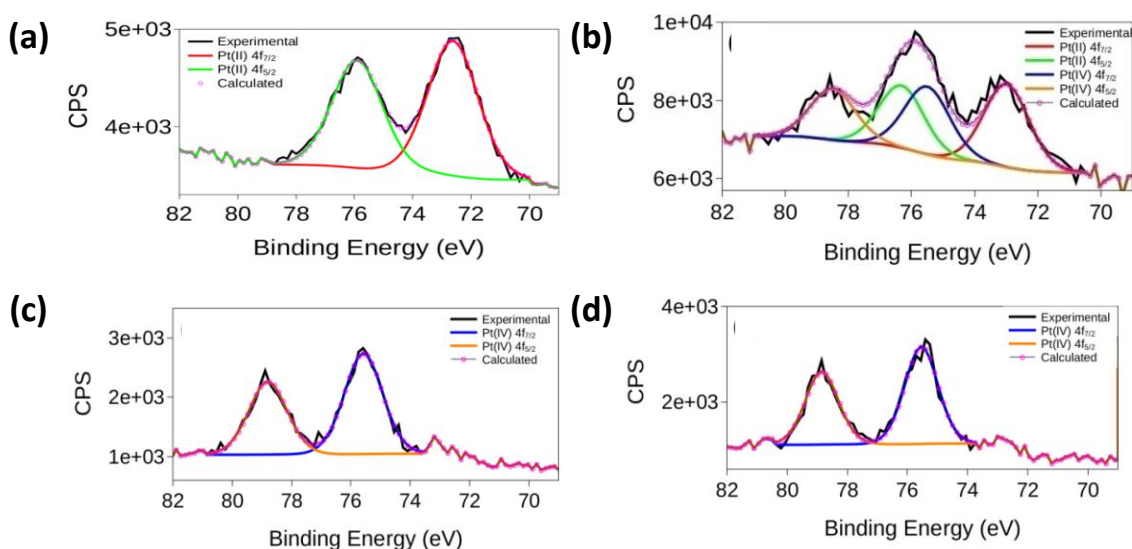 (a)
5e+03
4e+03
CPS
Experimental
Pt(II) 4f7/2
Pt(II) 4f5/2
Calculated
82 80 78 76 74 72 70
Binding Energy (eV)
(b)
1e+04
8e+03
6e+03
CPS
Experimental
Pt(II) 4f7/2
Pt(II) 4f5/2
Pt(IV) 4f7/2
Pt(IV) 4f5/2
Calculated
82 80 78 76 74 72 70
Binding Energy (eV)
(c)
3e+03
2e+03
1e+03
CPS
Experimental
Pt(IV) 4f7/2
Pt(IV) 4f5/2
Calculated
82 80 78 76 74 72 70
Binding Energy (eV)
(d)
4e+03
2e+03
CPS
Experimental
Pt(IV) 4f7/2
Pt(IV) 4f5/2
Calculated
82 80 78 76 74 72 70
Binding Energy (eV)